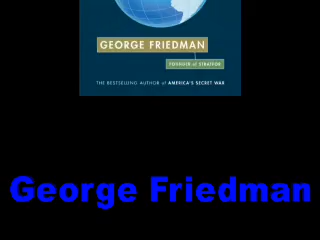 GEORGE FRIEDMAN
FOUNDER of STRATFOR
THE BESTSELLING AUTHOR of AMERICA'S SECRET WAR
George Friedman